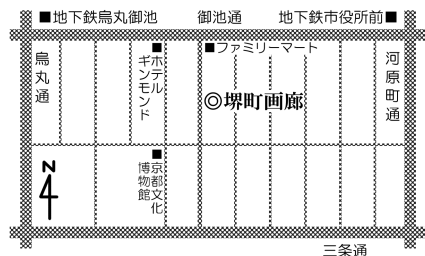 ■地下鉄烏丸御池 御池通 地下鉄市役所前■
烏丸通
■ホテル
ギンモンド
■ファミリーマート
河原町通
◎堺町画廊
■京都文化
博物館
N
三条通